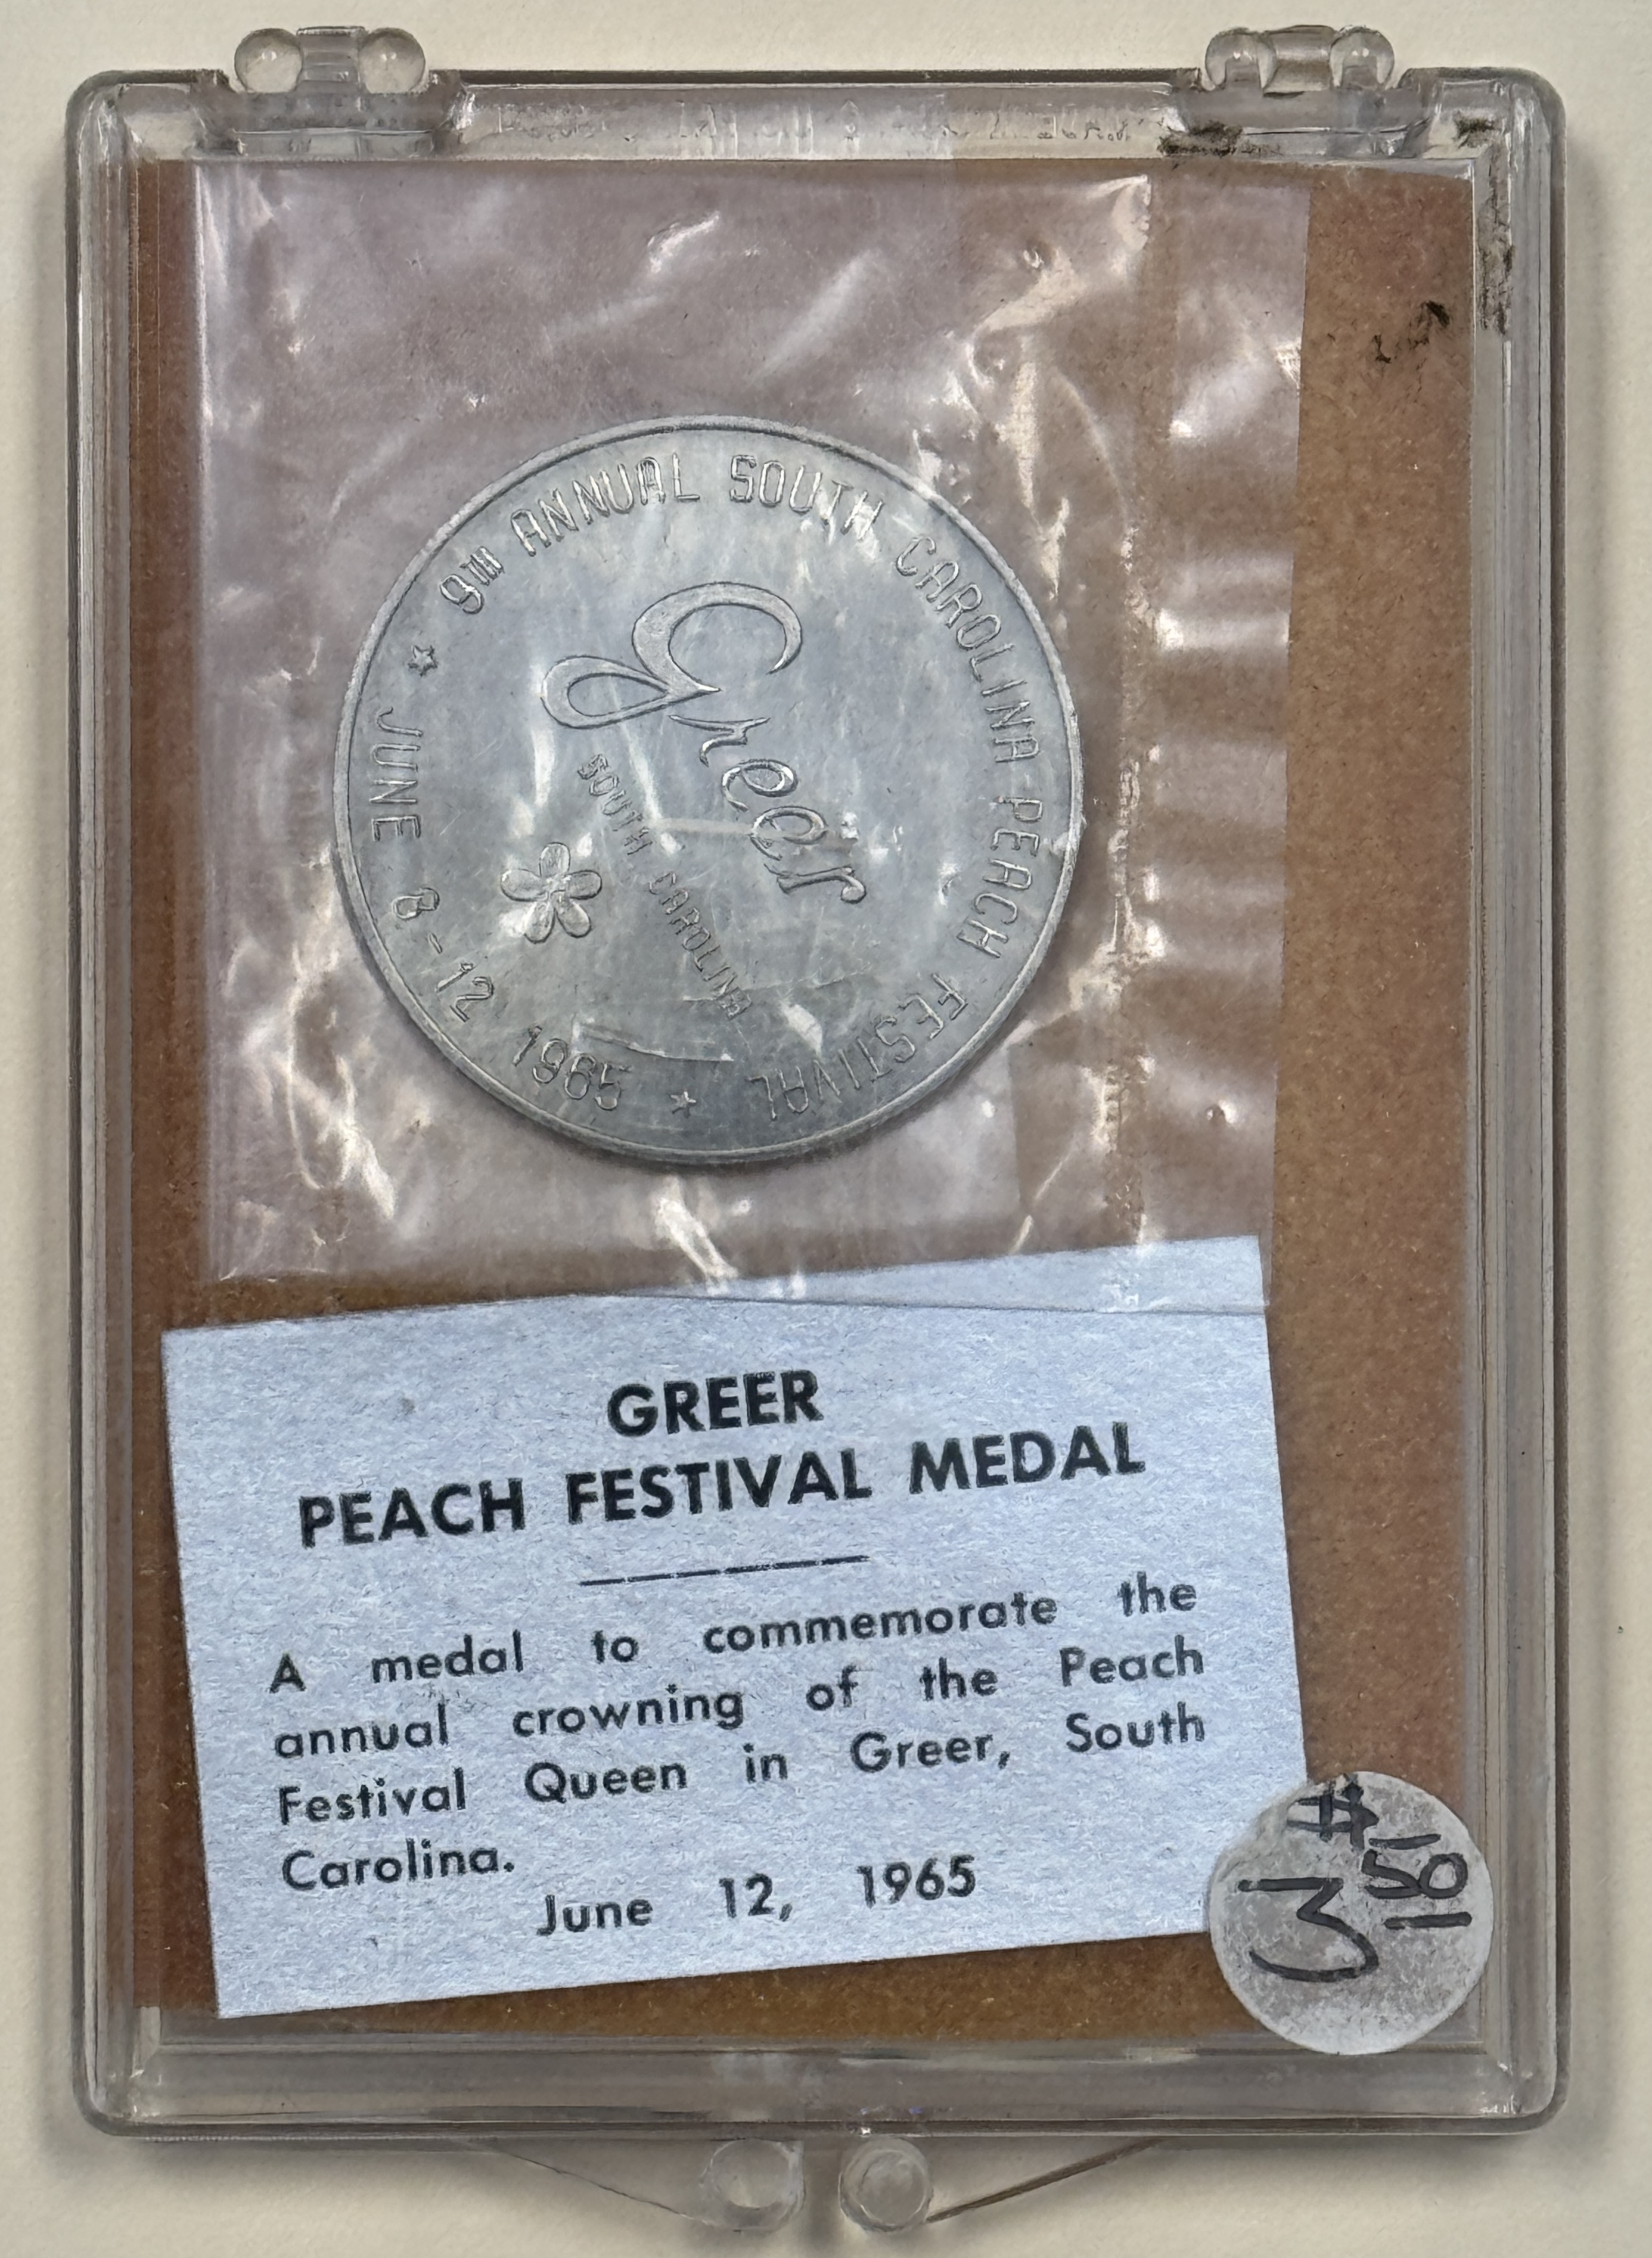 9TH ANNUAL SOUTH CAROLINA PEACH FESTIVAL
Greer
SOUTH CAROLINA
☆ JUNE 8-12 1965 ☆
GREER
PEACH FESTIVAL MEDAL
A medal to commemorate the
annual crowning of the Peach
Festival Queen in Greer, South
Carolina.
June 12, 1965
$3 50